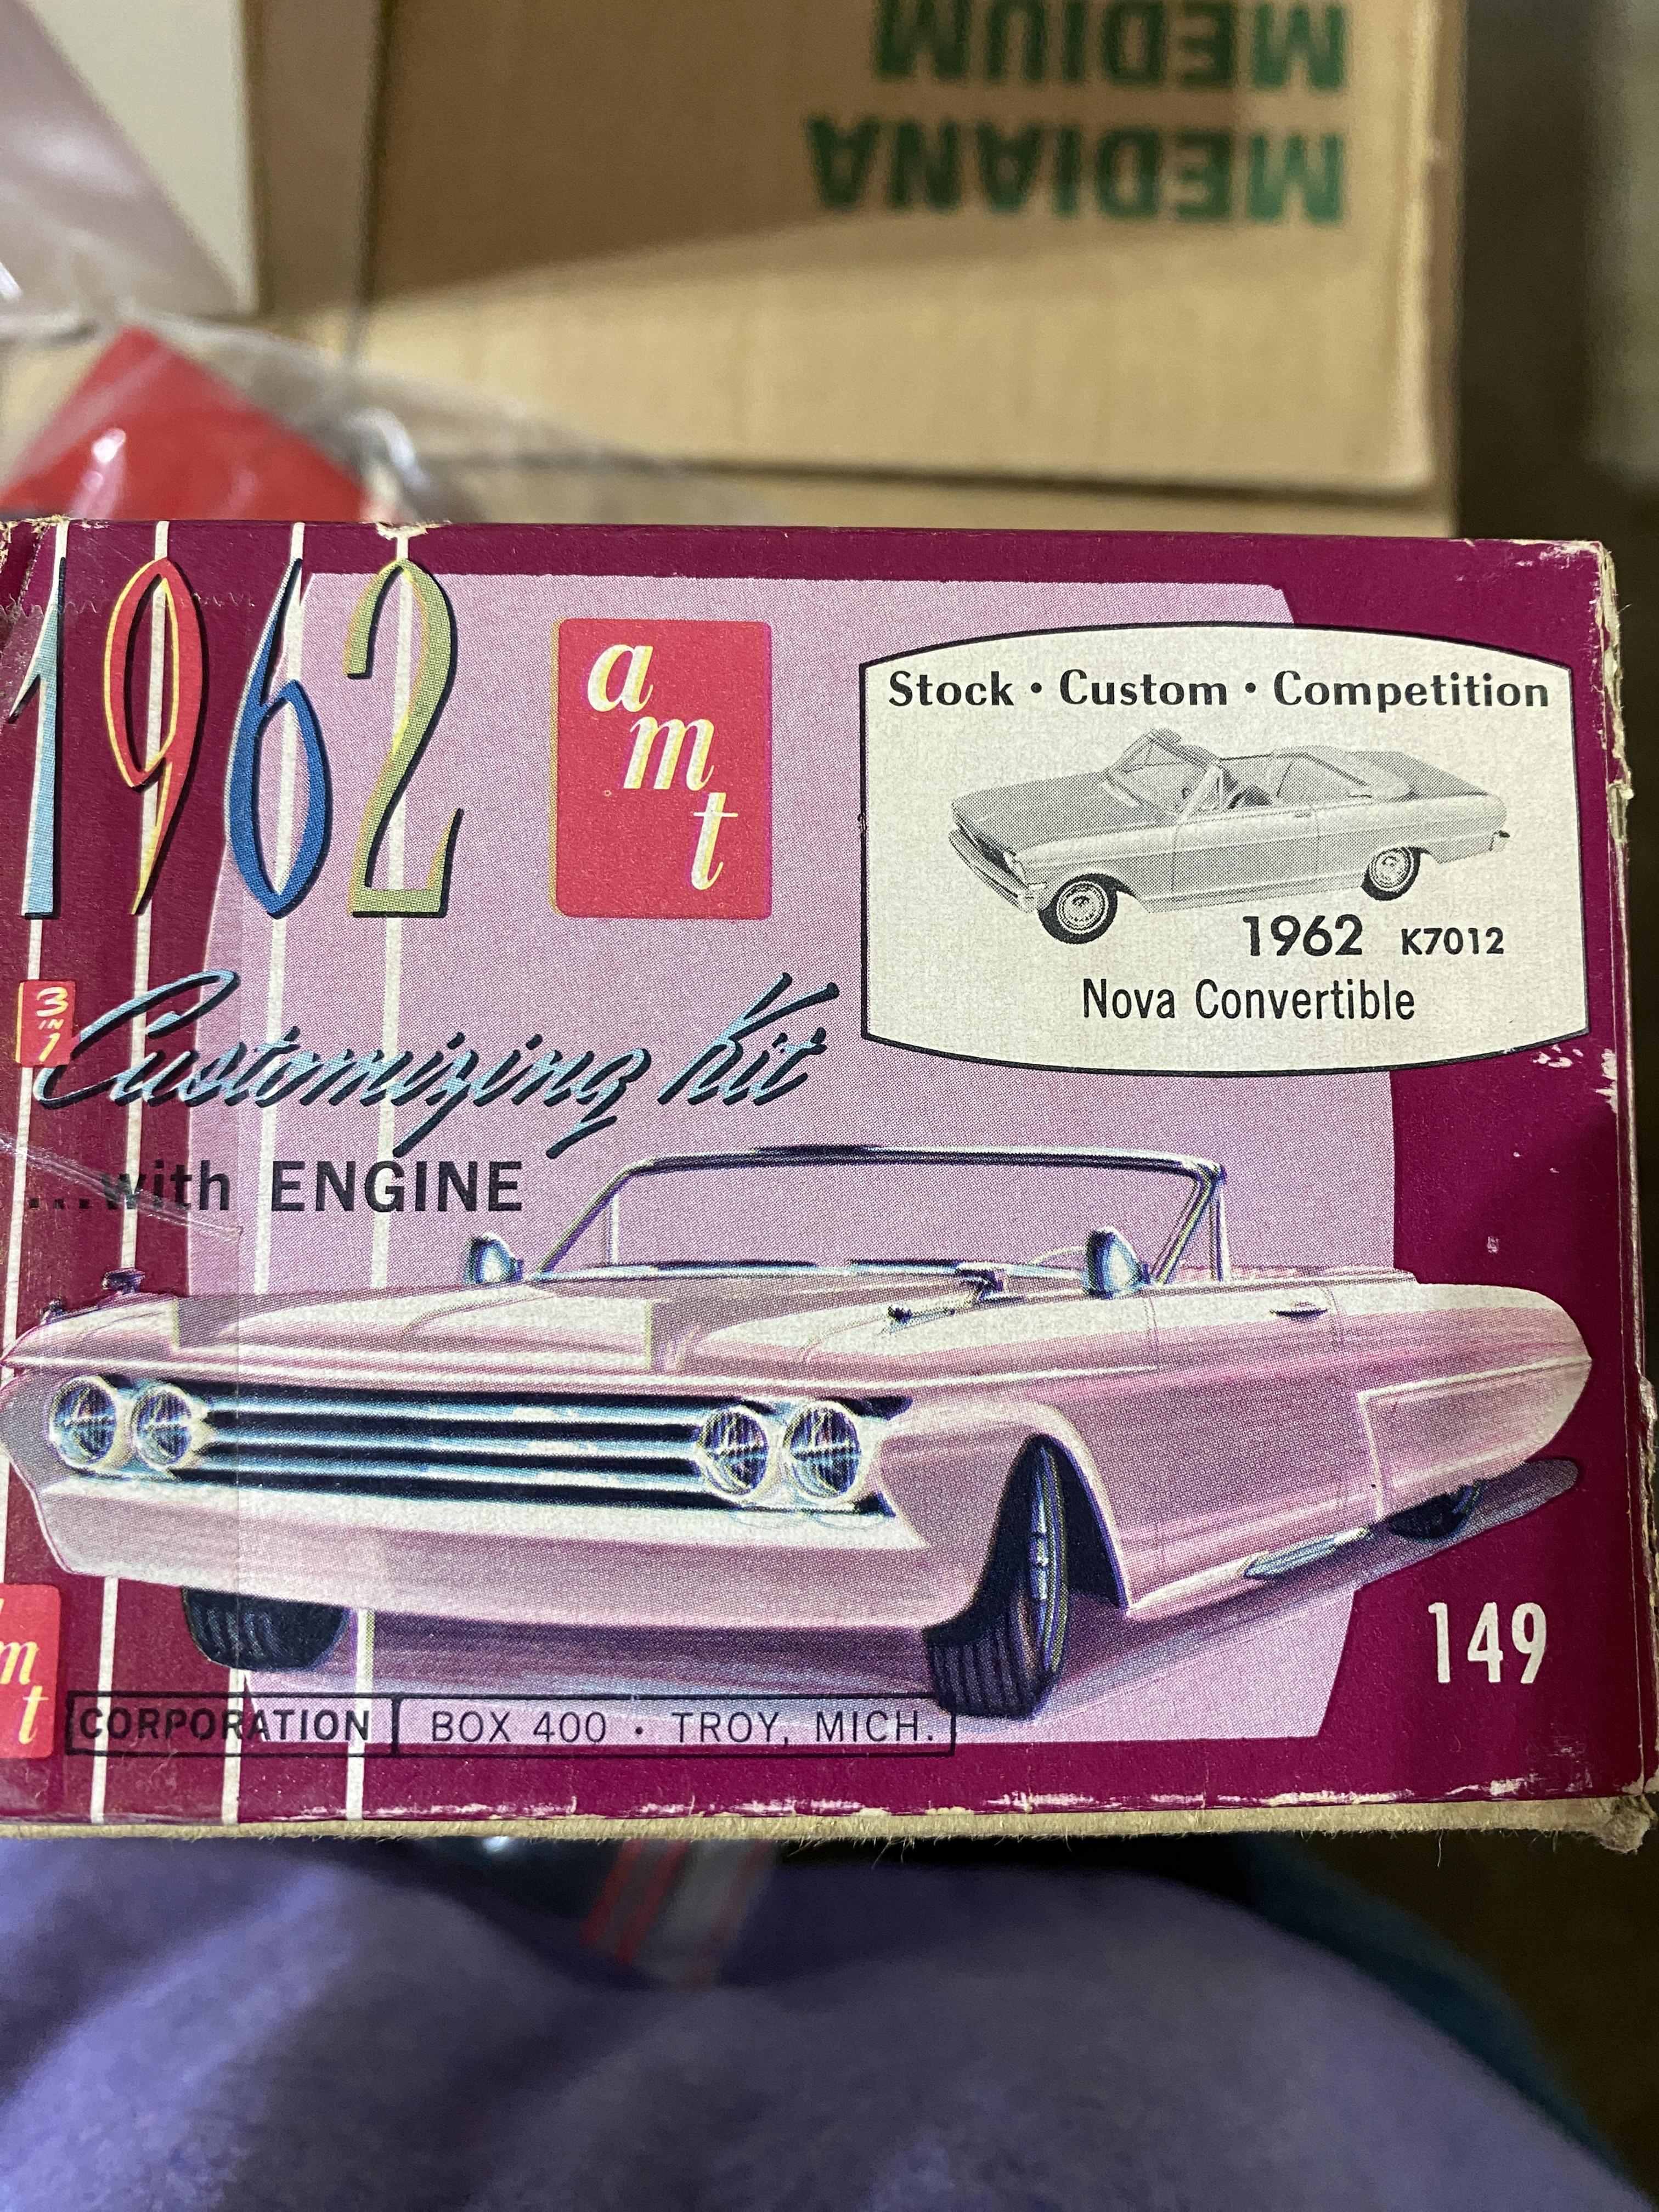 MEDIUM
MEDIANA
1962
amt
Stock • Custom • Competition
1962 K7012
Nova Convertible
3 IN 1
Customizing Kit
...with ENGINE
149
mt
CORPORATION BOX 400 • TROY, MICH.